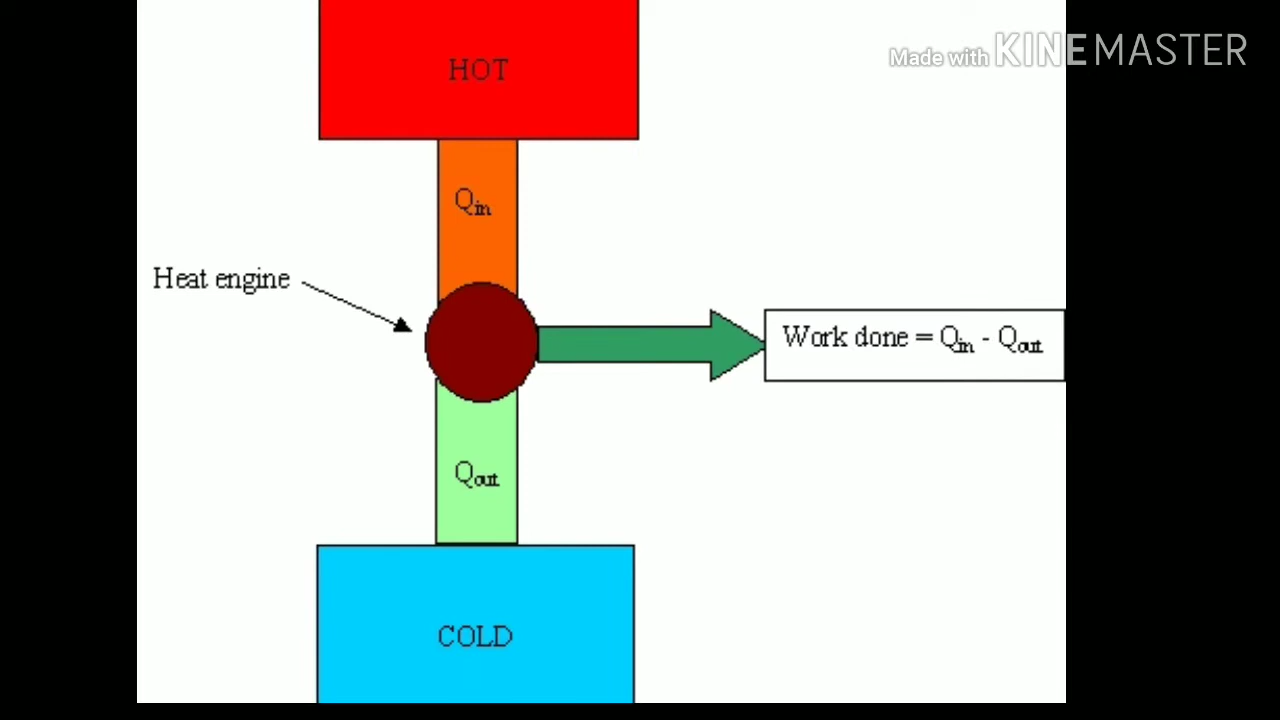 Made with KINEMASTER
HOT
Qin
Heat engine
Work done = Qin - Qout
Qout
COLD